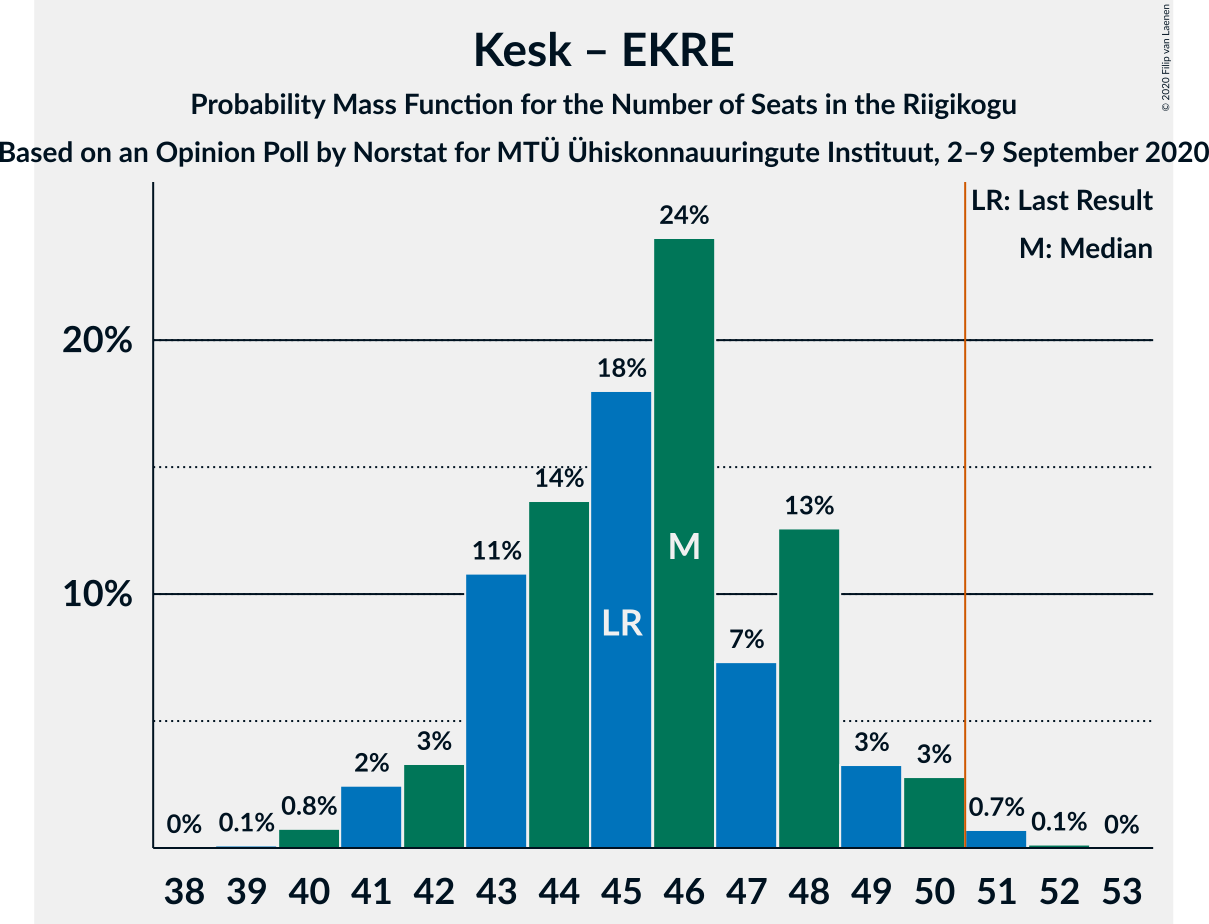 Kesk – EKRE
Probability Mass Function for the Number of Seats in the Riigikogu
Based on an Opinion Poll by Norstat for MTÜ Ühiskonnauuringute Instituut, 2–9 September 2020
© 2020 Filip van Laenen
LR: Last Result
M: Median
20%
10%
0%
0.1%
0.8%
2%
3%
11%
14%
18%
24%
7%
13%
3%
3%
0.7%
0.1%
0%
LR
M
38 39 40 41 42 43 44 45 46 47 48 49 50 51 52 53